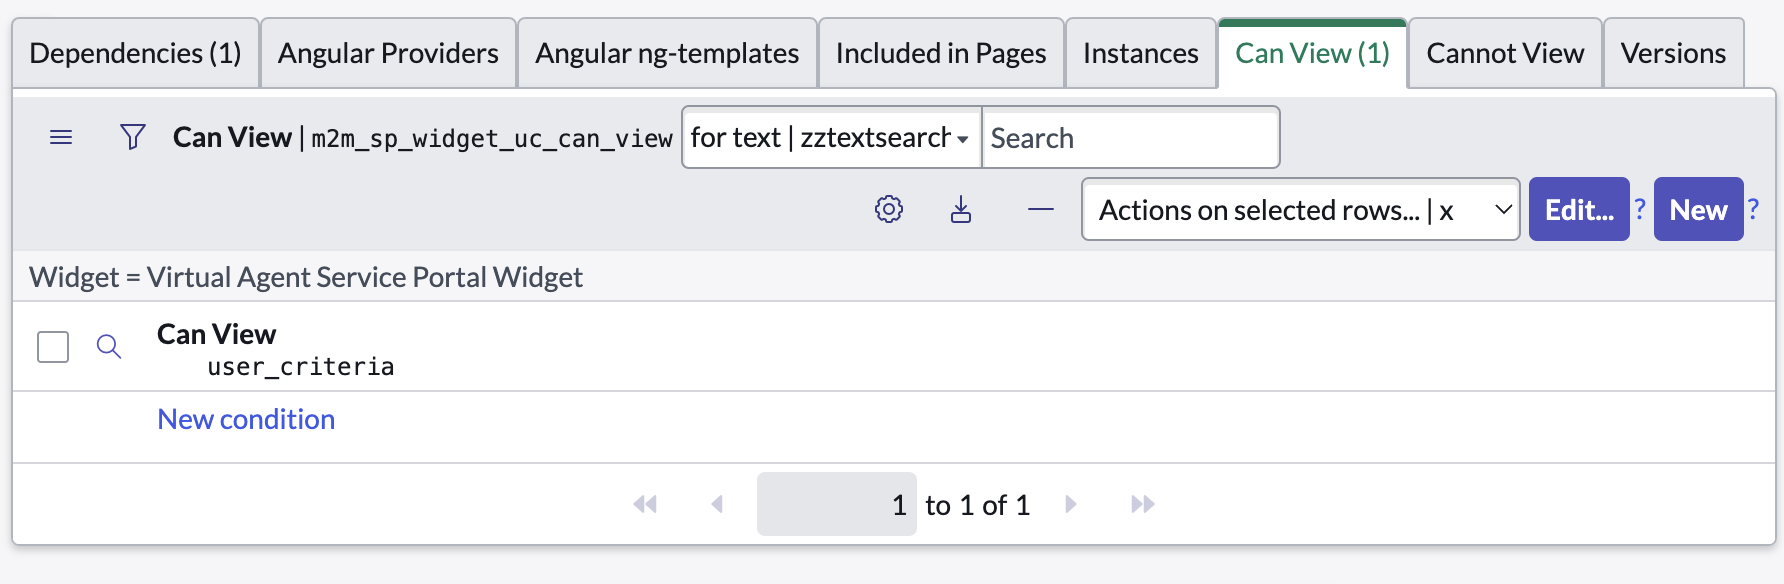 Dependencies (1) Angular Providers Angular ng-templates Included in Pages Instances Can View (1) Cannot View Versions
Can View | m2m_sp_widget_uc_can_view for text | zztextsearch Search
Actions on selected rows... | x Edit... ? New ?
Widget = Virtual Agent Service Portal Widget
Can View
user_criteria
New condition
1 to 1 of 1